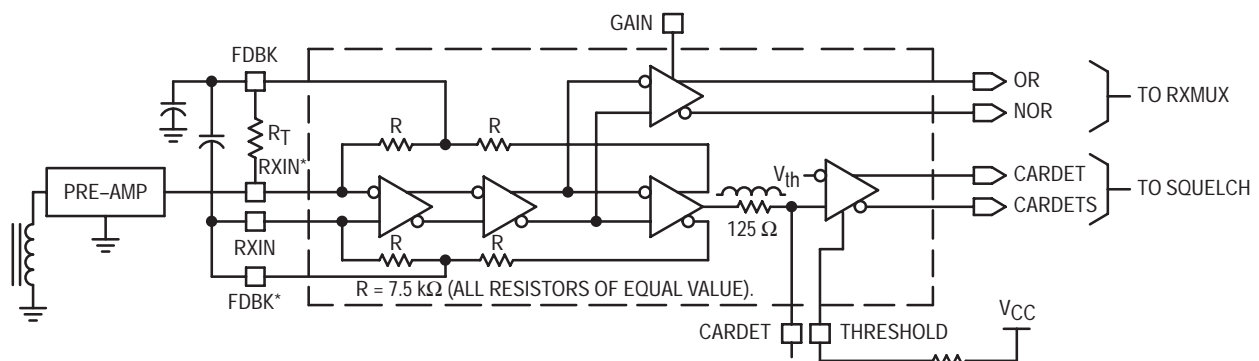 GAIN
FDBK
OR
TO RXMUX
NOR
R
R
RT
RXIN*
PRE–AMP
Vth
CARDET
TO SQUELCH
CARDETS
RXIN
125 Ω
R
R
FDBK*
R = 7.5 kΩ (ALL RESISTORS OF EQUAL VALUE).
VCC
CARDET
THRESHOLD